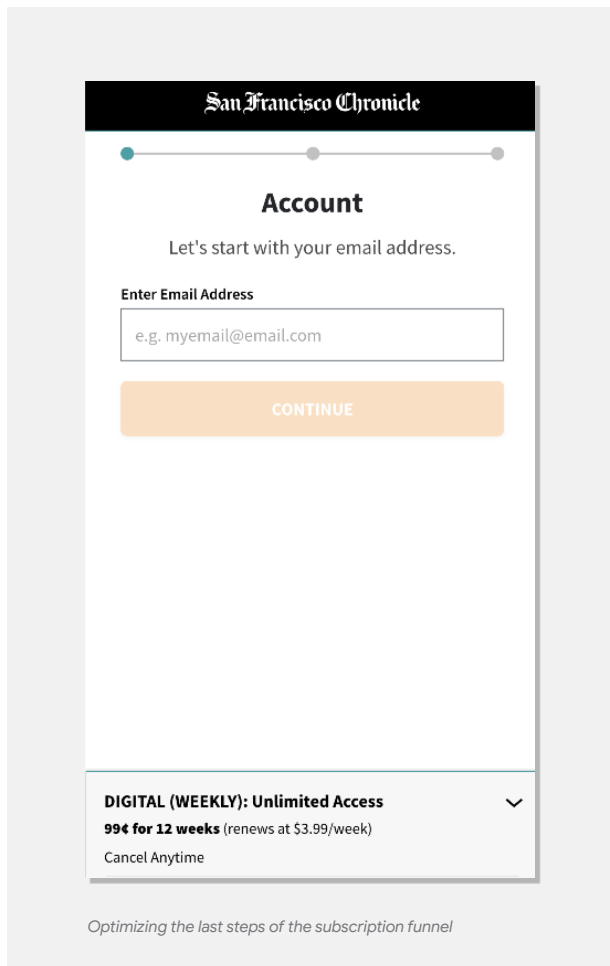 San Francisco Chronicle
Account
Let's start with your email address.
Enter Email Address
e.g. myemail@email.com
CONTINUE
DIGITAL (WEEKLY): Unlimited Access
99¢ for 12 weeks (renews at $3.99/week)
Cancel Anytime
Optimizing the last steps of the subscription funnel